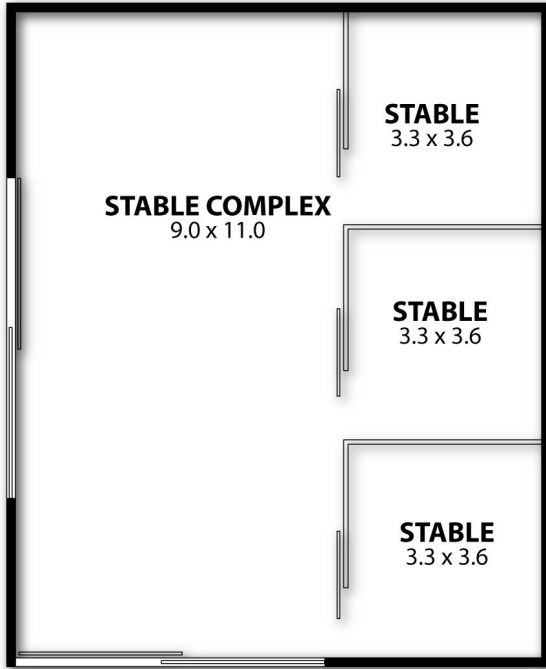 STABLE
3.3 x 3.6
STABLE COMPLEX
9.0 x 11.0
STABLE
3.3 x 3.6
STABLE
3.3 x 3.6